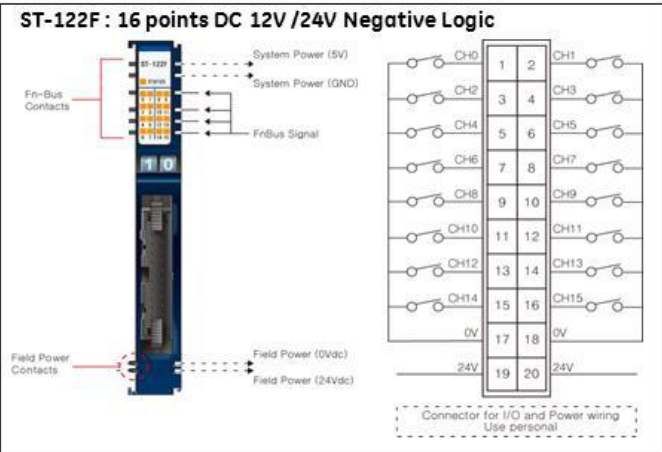 ST-122F : 16 points DC 12V /24V Negative Logic
System Power (5V)
System Power (GND)
Fn-Bus
Contacts
FnBus Signal
ST-122F
STATUS
1 0
Field Power
Contacts
Field Power (0Vdc)
Field Power (24Vdc)
CH0 1 2 CH1
CH2 3 4 CH3
CH4 5 6 CH5
CH6 7 8 CH7
CH8 9 10 CH9
CH10 11 12 CH11
CH12 13 14 CH13
CH14 15 16 CH15
0V 17 18 0V
24V 19 20 24V
Connector for I/O and Power wiring
Use personal